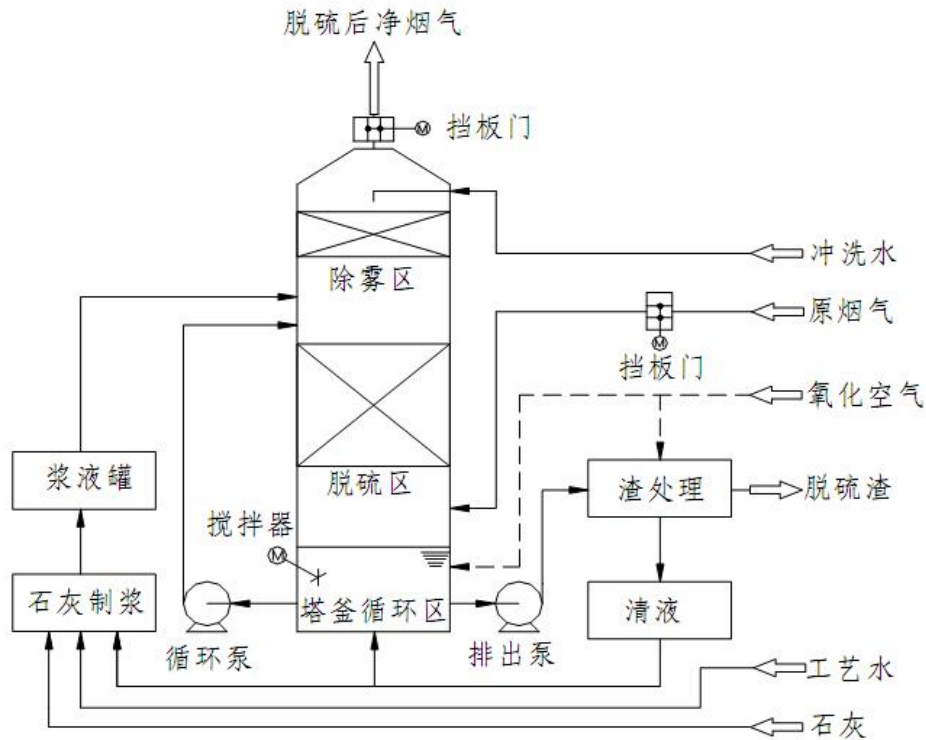 脱硫后净烟气
M
挡板门
冲洗水
除雾区
原烟气
M
挡板门
氧化空气
浆液罐
脱硫区
渣处理
脱硫渣
搅拌器
M
石灰制浆
塔釜循环区
清液
循环泵
排出泵
工艺水
石灰